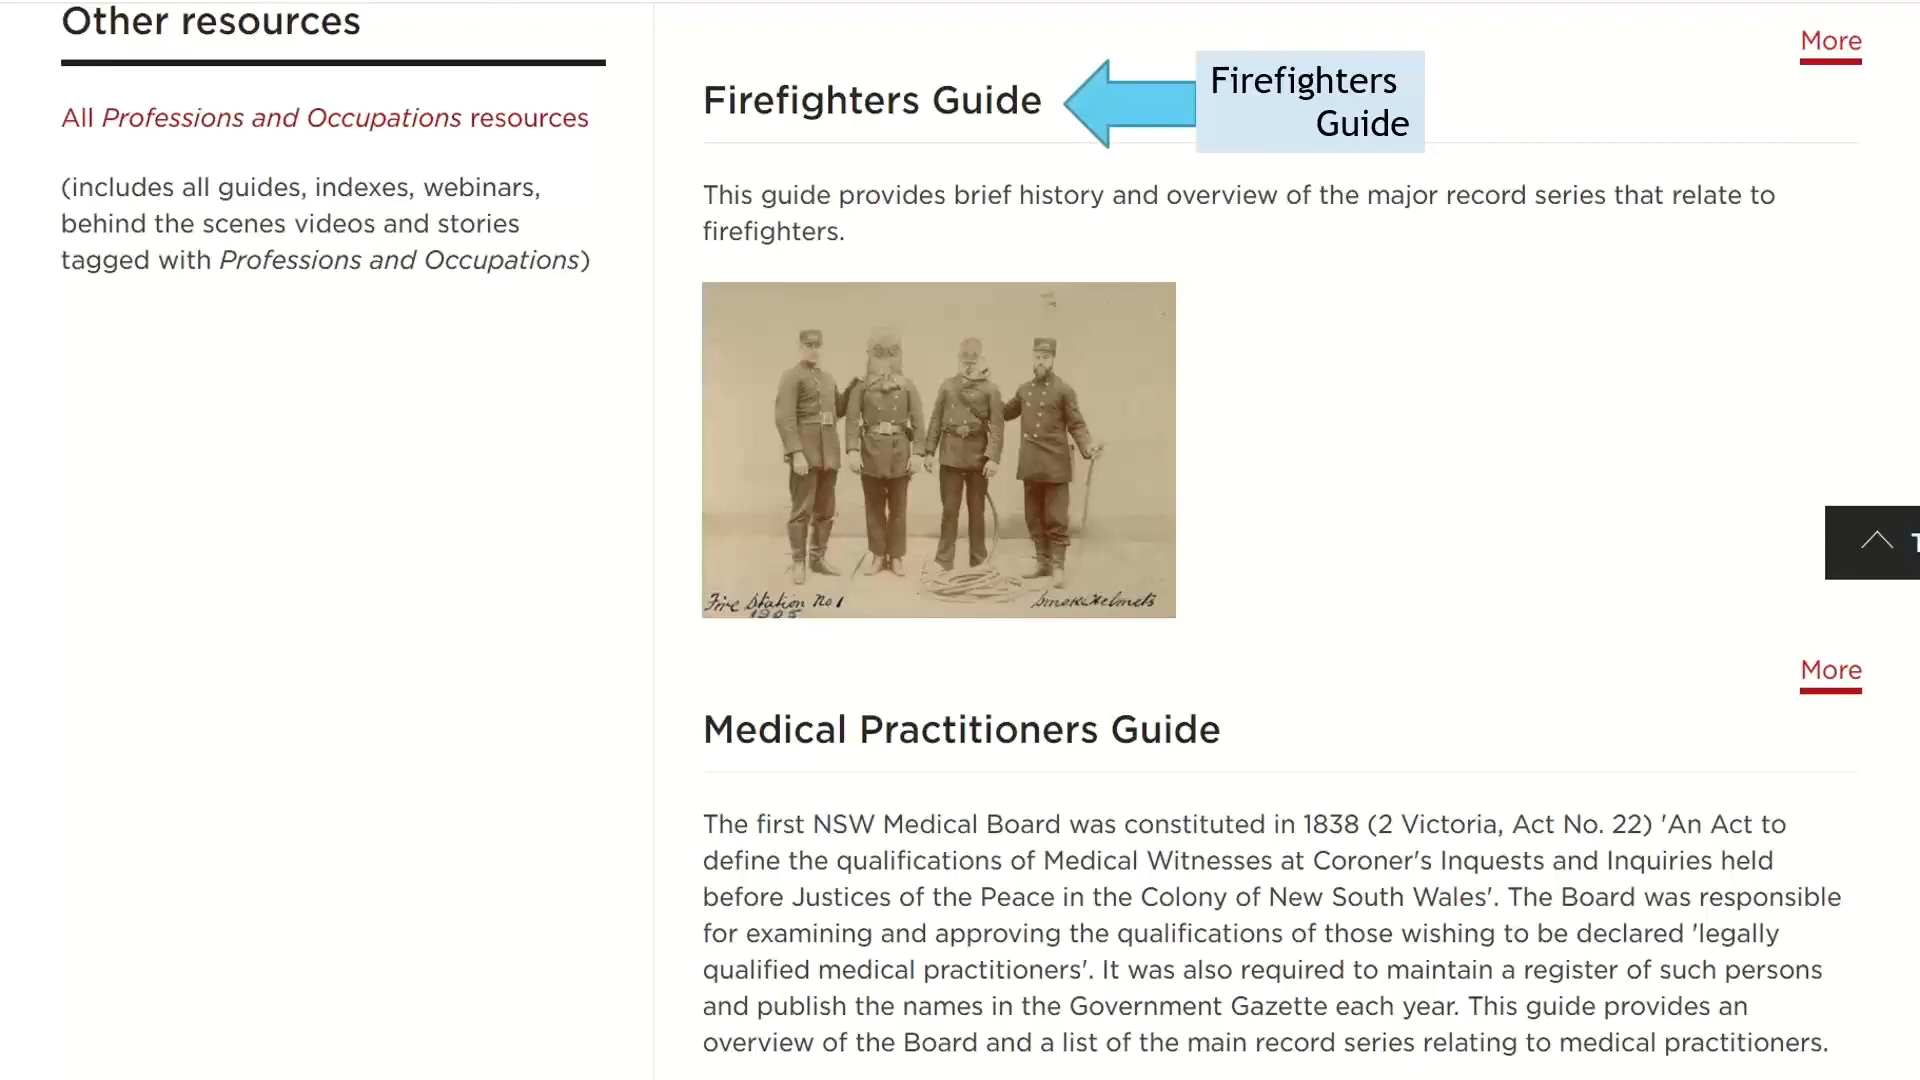 Other resources
All Professions and Occupations resources
(includes all guides, indexes, webinars,
behind the scenes videos and stories
tagged with Professions and Occupations)
More
Firefighters Guide
Firefighters
Guide
This guide provides brief history and overview of the major record series that relate to
firefighters.
Fire Station No 1
1905
Smoke Helmets
More
Medical Practitioners Guide
The first NSW Medical Board was constituted in 1838 (2 Victoria, Act No. 22) 'An Act to
define the qualifications of Medical Witnesses at Coroner's Inquests and Inquiries held
before Justices of the Peace in the Colony of New South Wales'. The Board was responsible
for examining and approving the qualifications of those wishing to be declared 'legally
qualified medical practitioners'. It was also required to maintain a register of such persons
and publish the names in the Government Gazette each year. This guide provides an
overview of the Board and a list of the main record series relating to medical practitioners.